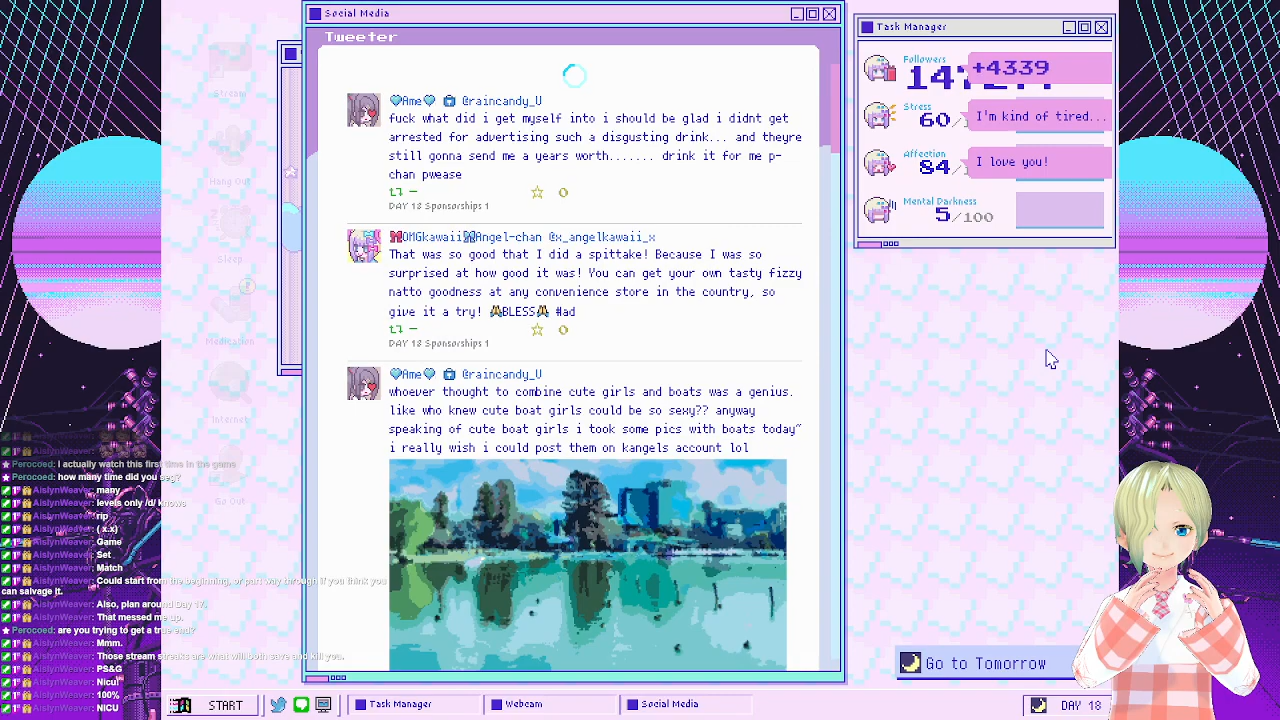 Social Media
Tweeter
Ame @raincandy_U
fuck what did i get myself into i should be glad i didnt get
arrested for advertising such a disgusting drink... and theyre
still gonna send me a years worth....... drink it for me p-
chan pwease
DAY 18 Sponsorships 1
OMGkawaiiAngel-chan @x_angelkawaii_x
That was so good that I did a spittake! Because I was so
surprised at how good it was! You can get your own tasty fizzy
natto goodness at any convenience store in the country, so
give it a try! 🙏BLESS🙏 #ad
DAY 18 Sponsorships 1
Ame @raincandy_U
whoever thought to combine cute girls and boats was a genius.
like who knew cute boat girls could be so sexy?? anyway
speaking of cute boat girls i took some pics with boats today~
i really wish i could post them on kangels account lol
Task Manager
Followers
+4339
Stress
60/
I'm kind of tired...
Affection
84/
I love you!
Mental Darkness
5/100
Stream
Hang Out
Sleep
Medication
Internet
Go Out
Perocoed: I actually watch this first time in the game
Perocoed: how many time did you beg?
AislynWeaver: many
AislynWeaver: levels only /d/ knows
AislynWeaver: rip
AislynWeaver: ( x.x)
AislynWeaver: Game
AislynWeaver: Set
AislynWeaver: Match
AislynWeaver: Could start from the beginning, or part way through if you think you
can salvage it.
AislynWeaver: Also, plan around Day 17.
AislynWeaver: That messed me up.
Perocoed: are you trying to get a true end?
AislynWeaver: Mmm.
AislynWeaver: Those stream streaks are what will both save and kill you.
AislynWeaver: PS&G
AislynWeaver: Nicu!
AislynWeaver: 100%
AislynWeaver: NICU
Go to Tomorrow
START
Task Manager
Webcam
Social Media
DAY 18